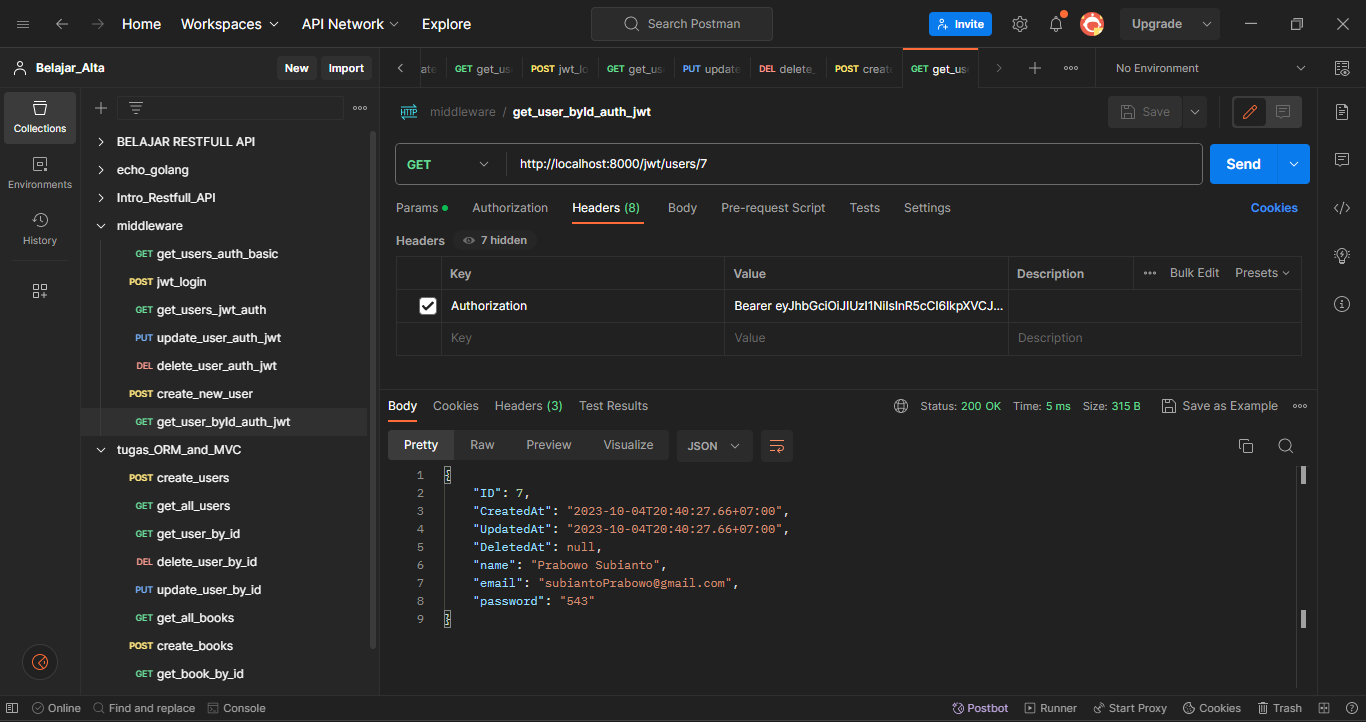 Home Workspaces API Network Explore Search Postman Invite Upgrade
Belajar_Alta New Import
GET get_us POST jwt_lo GET get_us PUT update DEL delete_ POST creat GET get_us No Environment
Collections
Environments
History
BELAJAR RESTFULL API
echo_golang
Intro_Restfull_API
middleware
GET get_users_auth_basic
POST jwt_login
GET get_users_jwt_auth
PUT update_user_auth_jwt
DEL delete_user_auth_jwt
POST create_new_user
GET get_user_byId_auth_jwt
tugas_ORM_and_MVC
POST create_users
GET get_all_users
GET get_user_by_id
DEL delete_user_by_id
PUT update_user_by_id
GET get_all_books
POST create_books
GET get_book_by_id
HTTP middleware / get_user_byId_auth_jwt Save
GET http://localhost:8000/jwt/users/7 Send
Params Authorization Headers (8) Body Pre-request Script Tests Settings Cookies
Headers 7 hidden
Key Value Description Bulk Edit Presets
Authorization Bearer eyJhbGciOiJIUzI1NiIsInR5cCI6IkpXVCJ...
Key Value Description
Body Cookies Headers (3) Test Results Status: 200 OK Time: 5 ms Size: 315 B Save as Example
Pretty Raw Preview Visualize JSON
1 {
2 "ID": 7,
3 "CreatedAt": "2023-10-04T20:40:27.66+07:00",
4 "UpdatedAt": "2023-10-04T20:40:27.66+07:00",
5 "DeletedAt": null,
6 "name": "Prabowo Subianto",
7 "email": "subiantoPrabowo@gmail.com",
8 "password": "543"
9 }
Online Find and replace Console Postbot Runner Start Proxy Cookies Trash